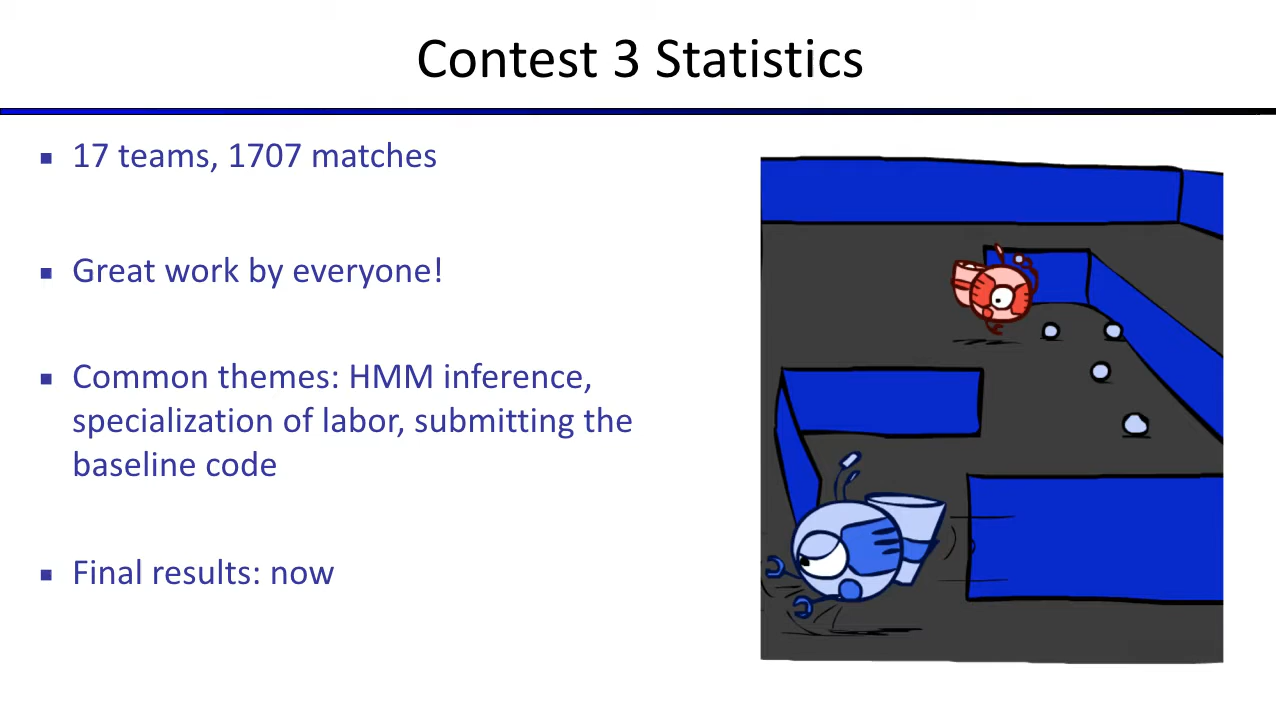 Contest 3 Statistics
17 teams, 1707 matches
Great work by everyone!
Common themes: HMM inference,
specialization of labor, submitting the
baseline code
Final results: now